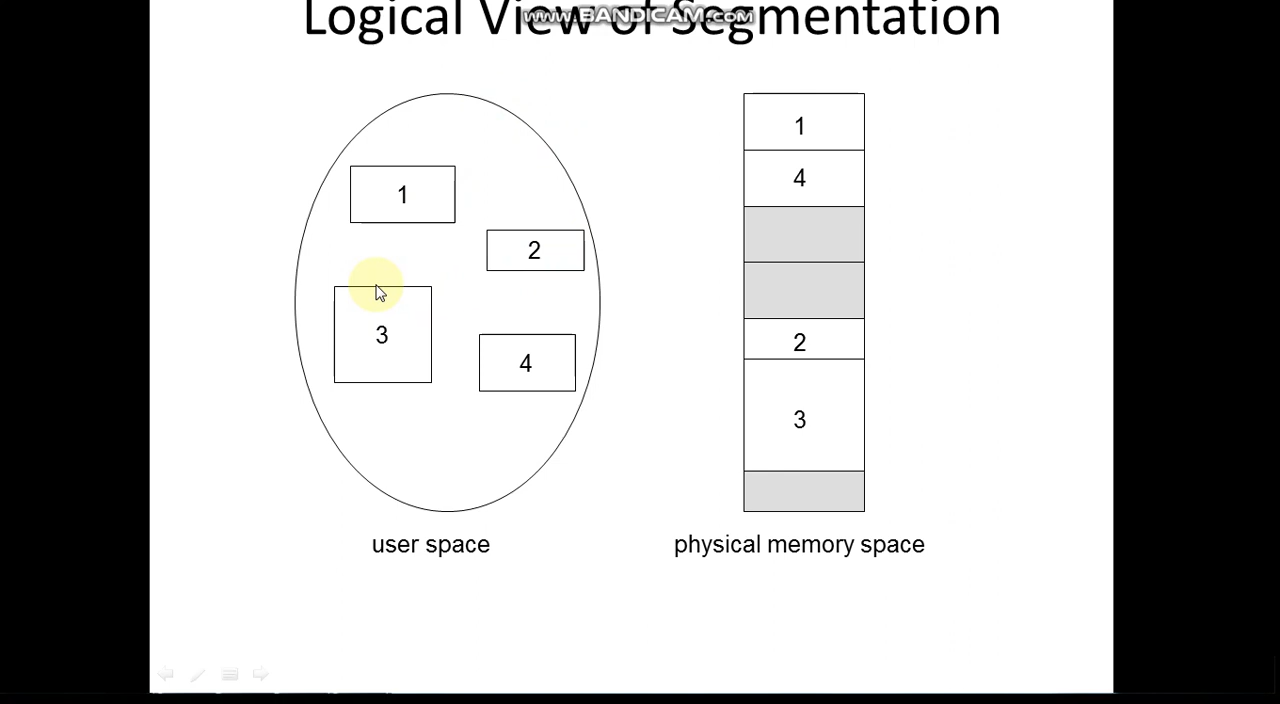 Logical View of Segmentation
www.BANDICAM.com
1
2
3
4
user space
1
4
2
3
physical memory space